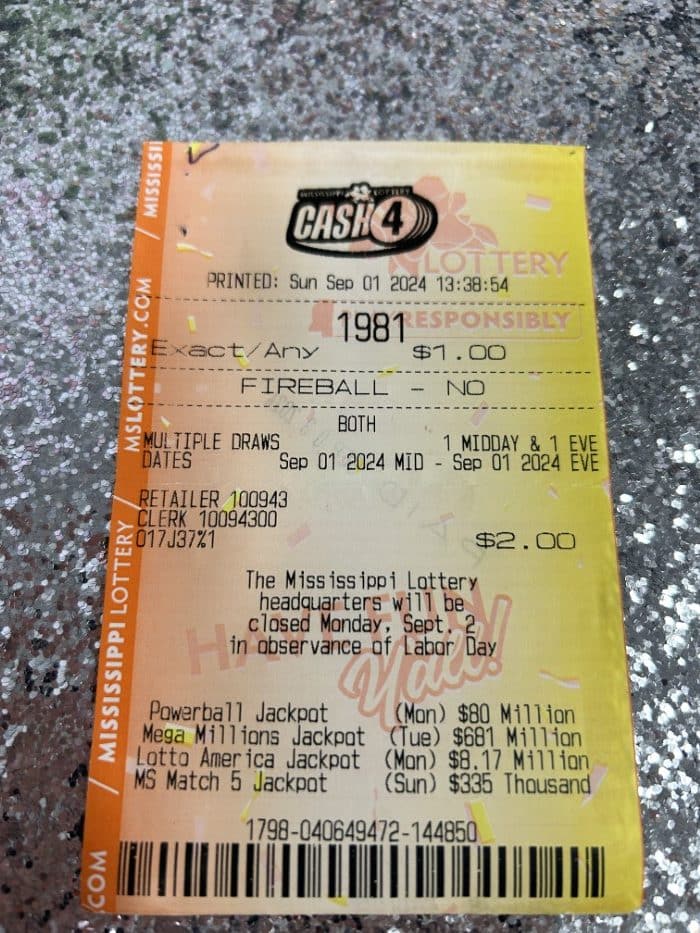 MISSISSIPPI LOTTERY
CASH 4
LOTTERY
PRINTED: Sun Sep 01 2024 13:38:54
RESPONSIBLY
1981
Exact/Any $1.00
FIREBALL - NO
BOTH
MULTIPLE DRAWS 1 MIDDAY & 1 EVE
DATES Sep 01 2024 MID - Sep 01 2024 EVE
RETAILER 100943
CLERK 10094300
017J37%1 $2.00
The Mississippi Lottery
headquarters will be
closed Monday, Sept. 2
in observance of Labor Day
HAVE FUN
Y'all!
Powerball Jackpot (Mon) $80 Million
Mega Millions Jackpot (Tue) $681 Million
Lotto America Jackpot (Mon) $8.17 Million
MS Match 5 Jackpot (Sun) $335 Thousand
1798-040649472-144850
COM / MISSISSIPPI LOTTERY / MSLOTTERY.COM / MISSISSI